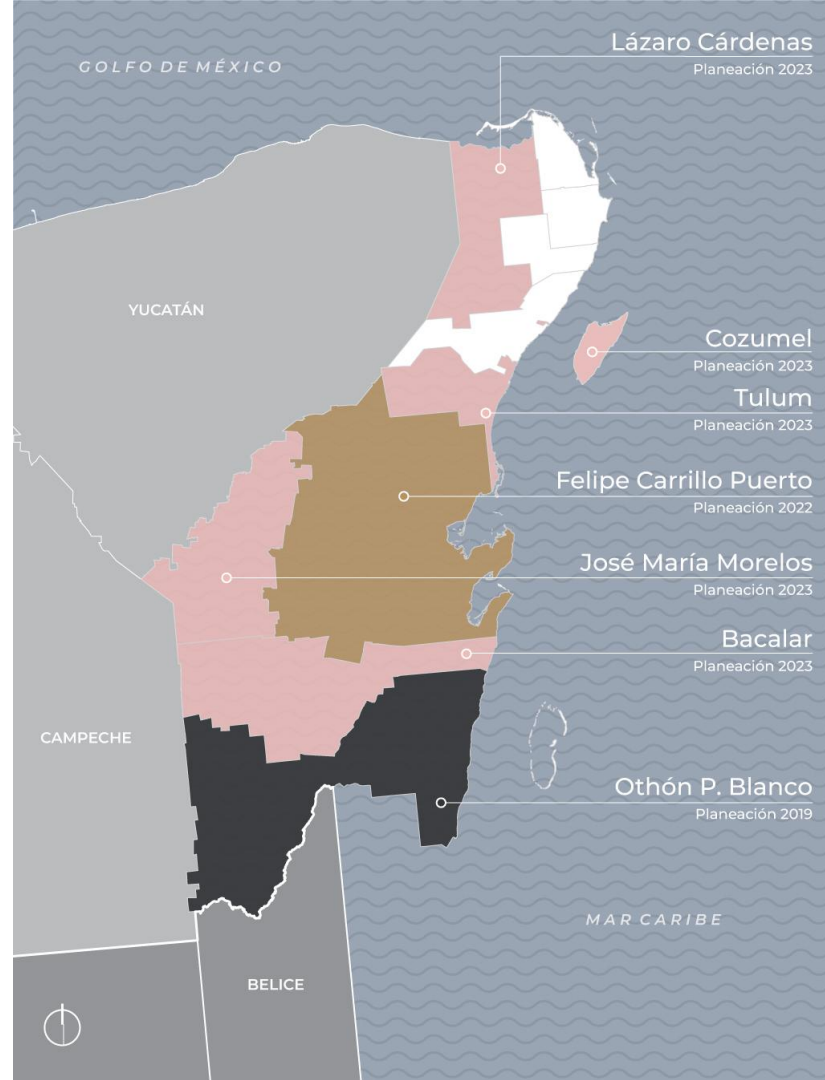 Lázaro Cárdenas
Planeación 2023
GOLFO DE MÉXICO
YUCATÁN
Cozumel
Planeación 2023
Tulum
Planeación 2023
Felipe Carrillo Puerto
Planeación 2022
José María Morelos
Planeación 2023
Bacalar
Planeación 2023
CAMPECHE
Othón P. Blanco
Planeación 2019
MAR CARIBE
BELICE